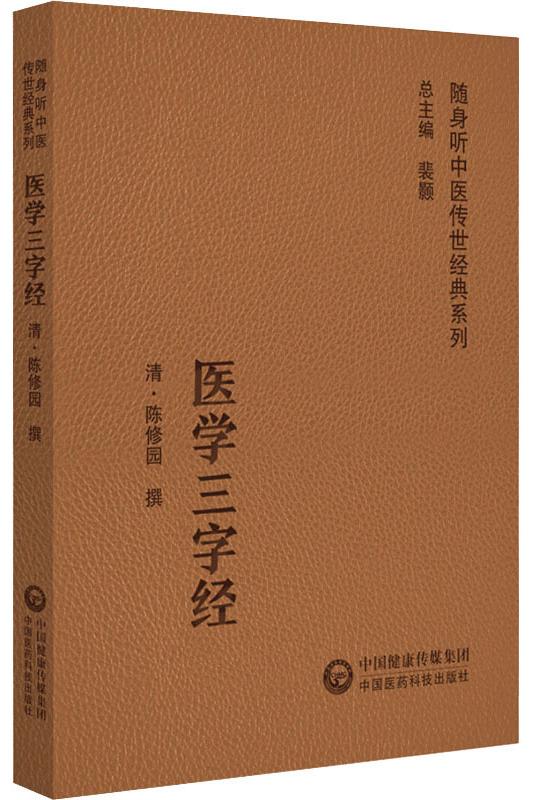 随身听中医传世经典系列
总主编 裴颢
医学三字经
清·陈修园 撰
中国健康传媒集团
中国医药科技出版社
随身听中医
传世经典系列
医学三字经
清·陈修园 撰
中国健康传媒集团
中国医药科技出版社